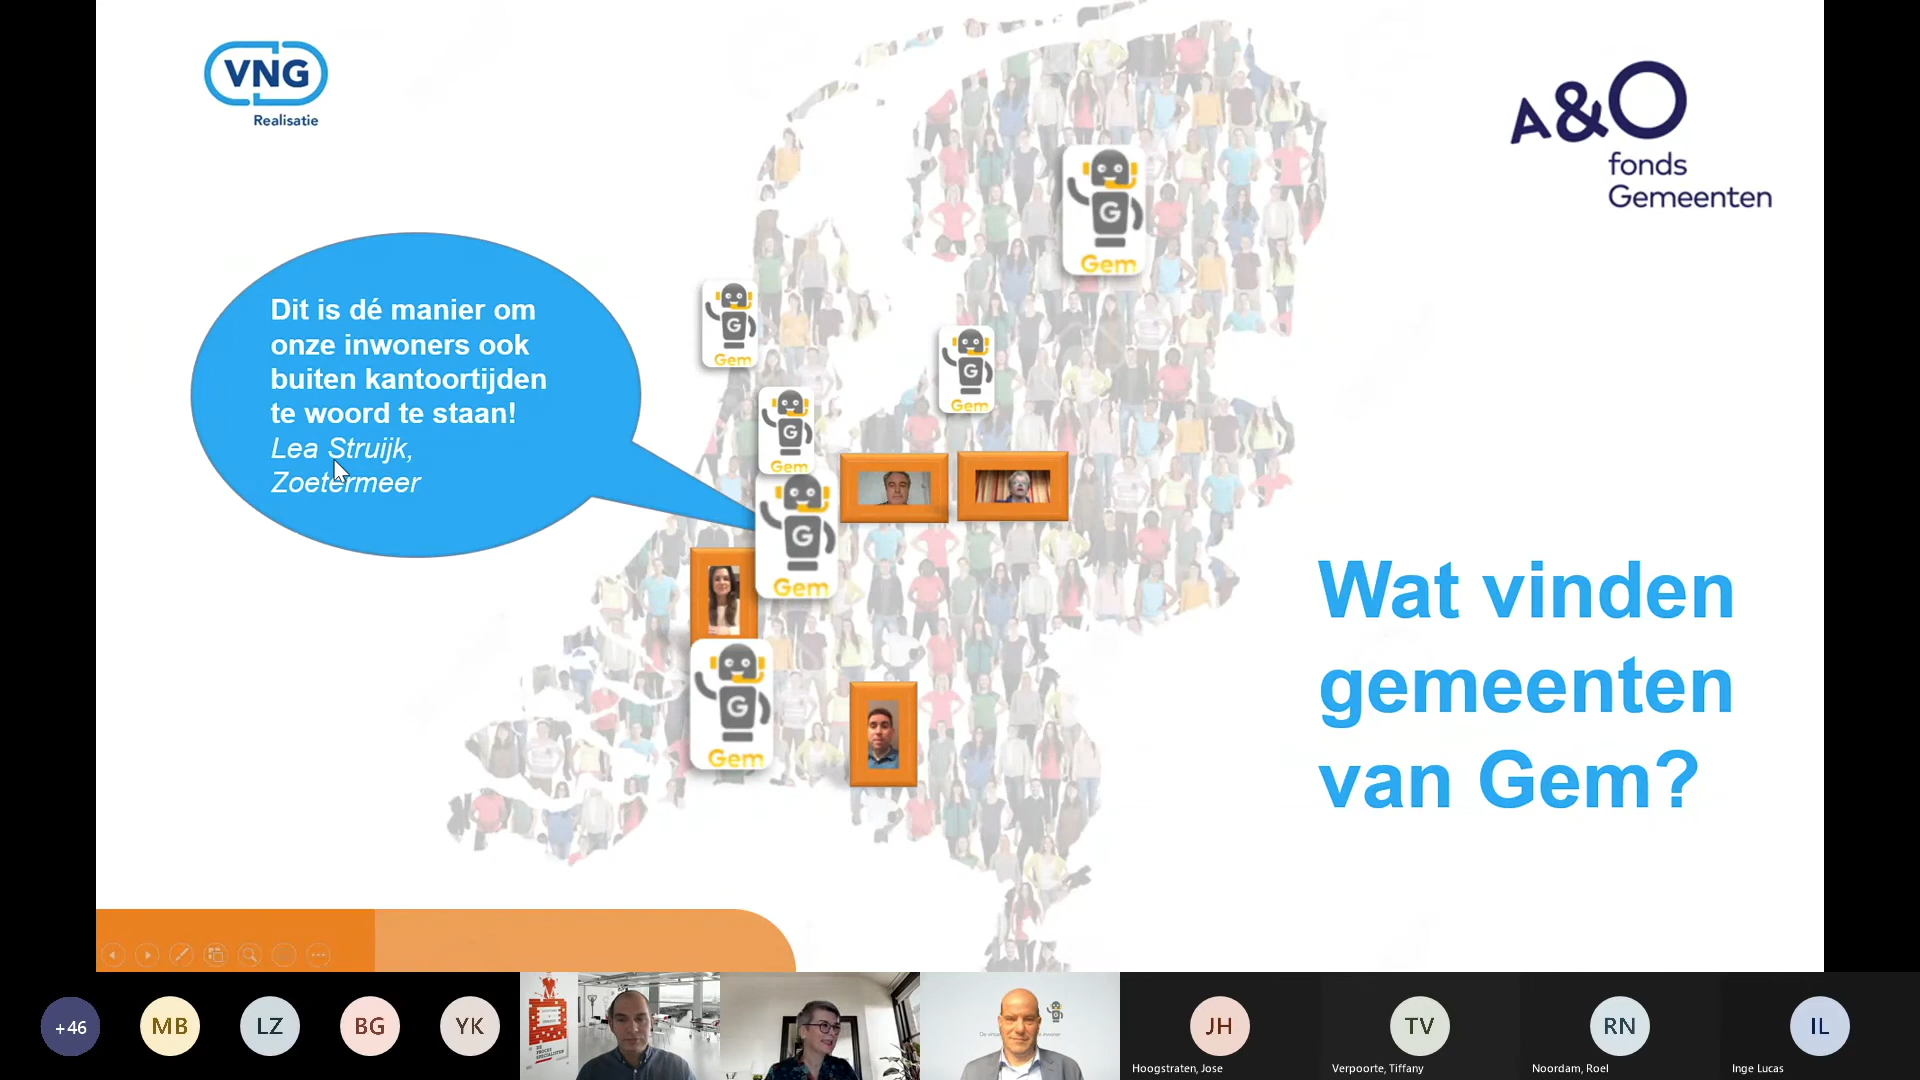 VNG
Realisatie
A&O
fonds
Gemeenten
Dit is dé manier om
onze inwoners ook
buiten kantoortijden
te woord te staan!
Lea Struijk,
Zoetermeer
G
Gem
G
Gem
G
Gem
G
Gem
G
Gem
G
Gem
Wat vinden
gemeenten
van Gem?
+46
MB
LZ
BG
YK
JH
Hoogstraten, Jose
TV
Verpoorte, Tiffany
RN
Noordam, Roel
IL
Inge Lucas